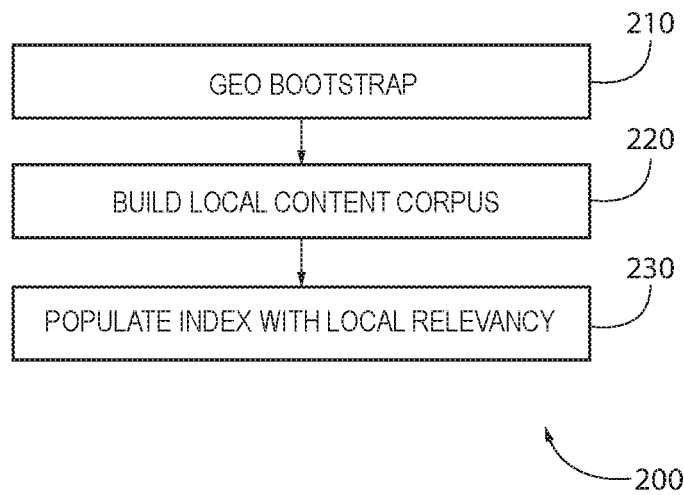 210
GEO BOOTSTRAP
220
BUILD LOCAL CONTENT CORPUS
230
POPULATE INDEX WITH LOCAL RELEVANCY
200